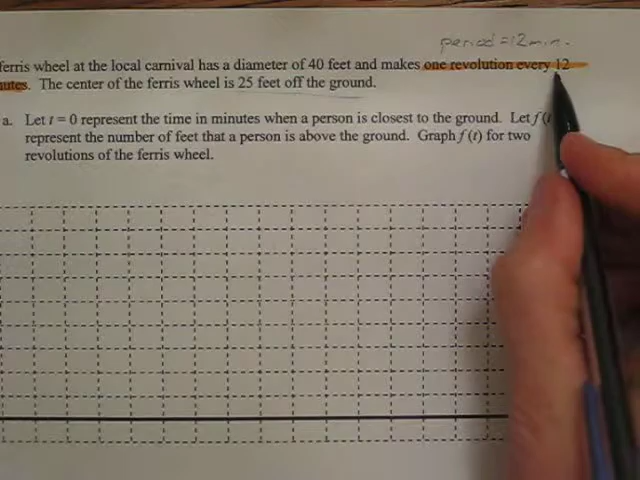 period = 12 min.
ferris wheel at the local carnival has a diameter of 40 feet and makes one revolution every 12
nutes. The center of the ferris wheel is 25 feet off the ground.
a. Let t = 0 represent the time in minutes when a person is closest to the ground. Let f (t
represent the number of feet that a person is above the ground. Graph f (t) for two
revolutions of the ferris wheel.